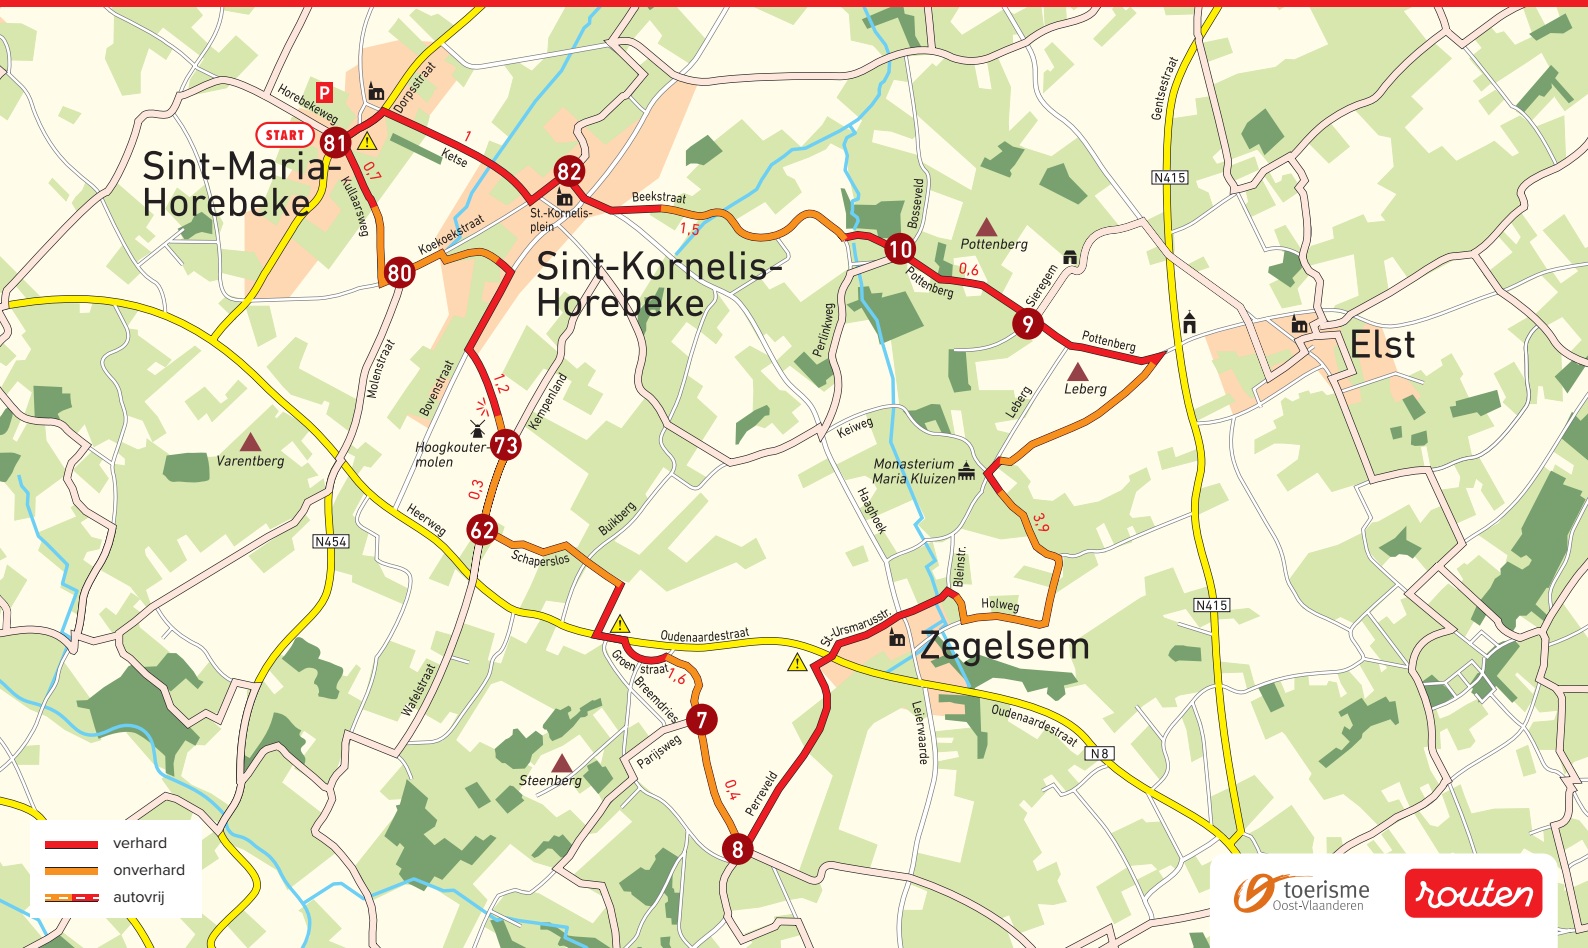 P
Horebekeweg
Dorpsstraat
START
81
Sint-Maria-
Horebeke
0,7
Kullaarsweg
1
Ketse
82
St.-Kornelis-
plein
Beekstraat
1,5
Koekoekstraat
80
Sint-Kornelis-
Horebeke
Bosseveld
10
Pottenberg
Pottenberg
0,6
Sieregem
9
Pottenberg
Leberg
Leberg
Gentsestraat
N415
Elst
Perlinkweg
Molenstraat
Bovenstraat
1,2
Kempenland
Hoogkouter-
molen
73
Varentberg
Keiweg
Monasterium
Maria Kluizen
Haaghoek
3,9
0,3
62
Heerweg
N454
Schaperslos
Buikberg
Bleinstr.
Holweg
N415
St.-Ursmarusstr.
Zegelsem
Oudenaardestraat
Groenstraat
1,6
Breemdries
7
Parijsweg
Wafelstraat
Steenberg
0,4
Perreveld
8
Leierwaarde
Oudenaardestraat
N8
verhard
onverhard
autovrij
toerisme
Oost-Vlaanderen
routen